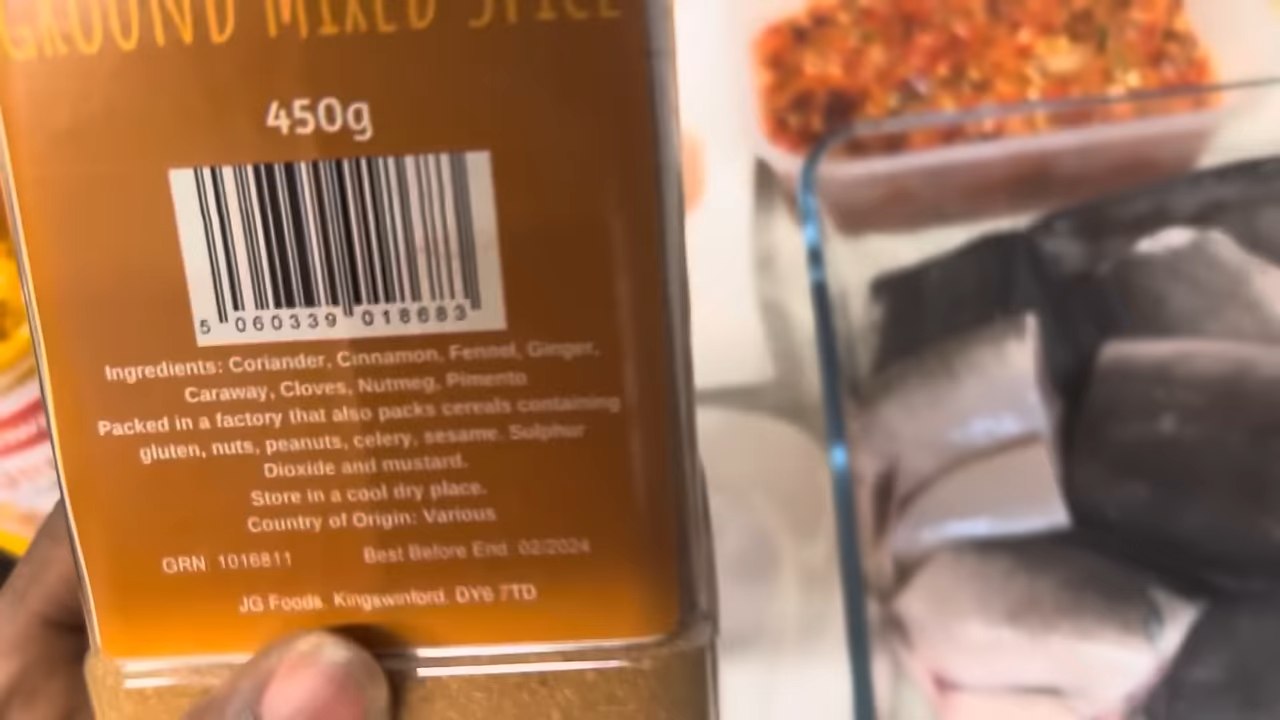 GROUND MIXED SPICE
450g
5 060339 018683
Ingredients: Coriander, Cinnamon, Fennel, Ginger,
Caraway, Cloves, Nutmeg, Pimento
Packed in a factory that also packs cereals containing
gluten, nuts, peanuts, celery, sesame. Sulphur
Dioxide and mustard.
Store in a cool dry place.
Country of Origin: Various
GRN 1016811 Best Before End 02/2024
JG Foods, Kingswinford, DY6 7TD